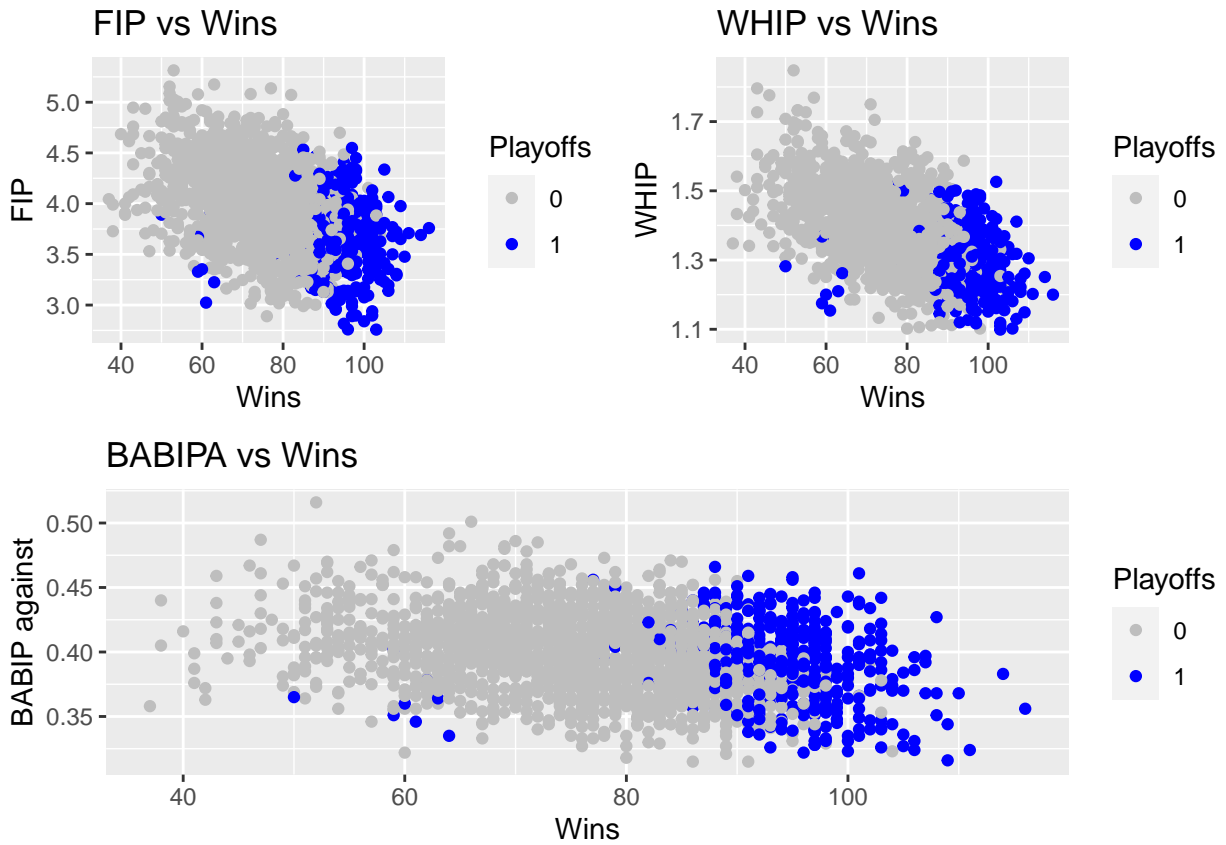 FIP vs Wins
5.0
4.5
4.0
3.5
3.0
FIP
40 60 80 100
Wins
Playoffs
0
1
WHIP vs Wins
1.7
1.5
1.3
1.1
WHIP
40 60 80 100
Wins
Playoffs
0
1
BABIPA vs Wins
0.50
0.45
0.40
0.35
BABIP against
40 60 80 100
Wins
Playoffs
0
1